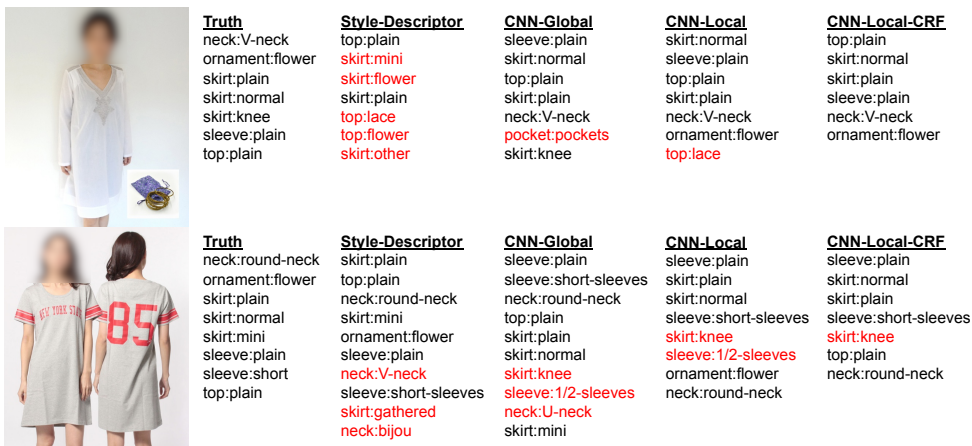 Truth Style-Descriptor CNN-Global CNN-Local CNN-Local-CRF
neck:V-neck top:plain sleeve:plain skirt:normal top:plain
ornament:flower skirt:mini skirt:normal sleeve:plain skirt:normal
skirt:plain skirt:flower top:plain top:plain skirt:plain
skirt:normal skirt:plain skirt:plain skirt:plain sleeve:plain
skirt:knee top:lace neck:V-neck neck:V-neck neck:V-neck
sleeve:plain top:flower pocket:pockets ornament:flower ornament:flower
top:plain skirt:other skirt:knee top:lace
Truth Style-Descriptor CNN-Global CNN-Local CNN-Local-CRF
neck:round-neck skirt:plain sleeve:plain sleeve:plain sleeve:plain
ornament:flower top:plain sleeve:short-sleeves skirt:plain skirt:normal
skirt:plain neck:round-neck neck:round-neck skirt:normal skirt:plain
skirt:normal skirt:mini top:plain sleeve:short-sleeves sleeve:short-sleeves
skirt:mini ornament:flower skirt:plain skirt:knee skirt:knee
sleeve:plain sleeve:plain skirt:normal sleeve:1/2-sleeves top:plain
sleeve:short neck:V-neck skirt:knee ornament:flower neck:round-neck
top:plain sleeve:short-sleeves sleeve:1/2-sleeves neck:round-neck
skirt:gathered neck:U-neck
neck:bijou skirt:mini
NEW YORK
85